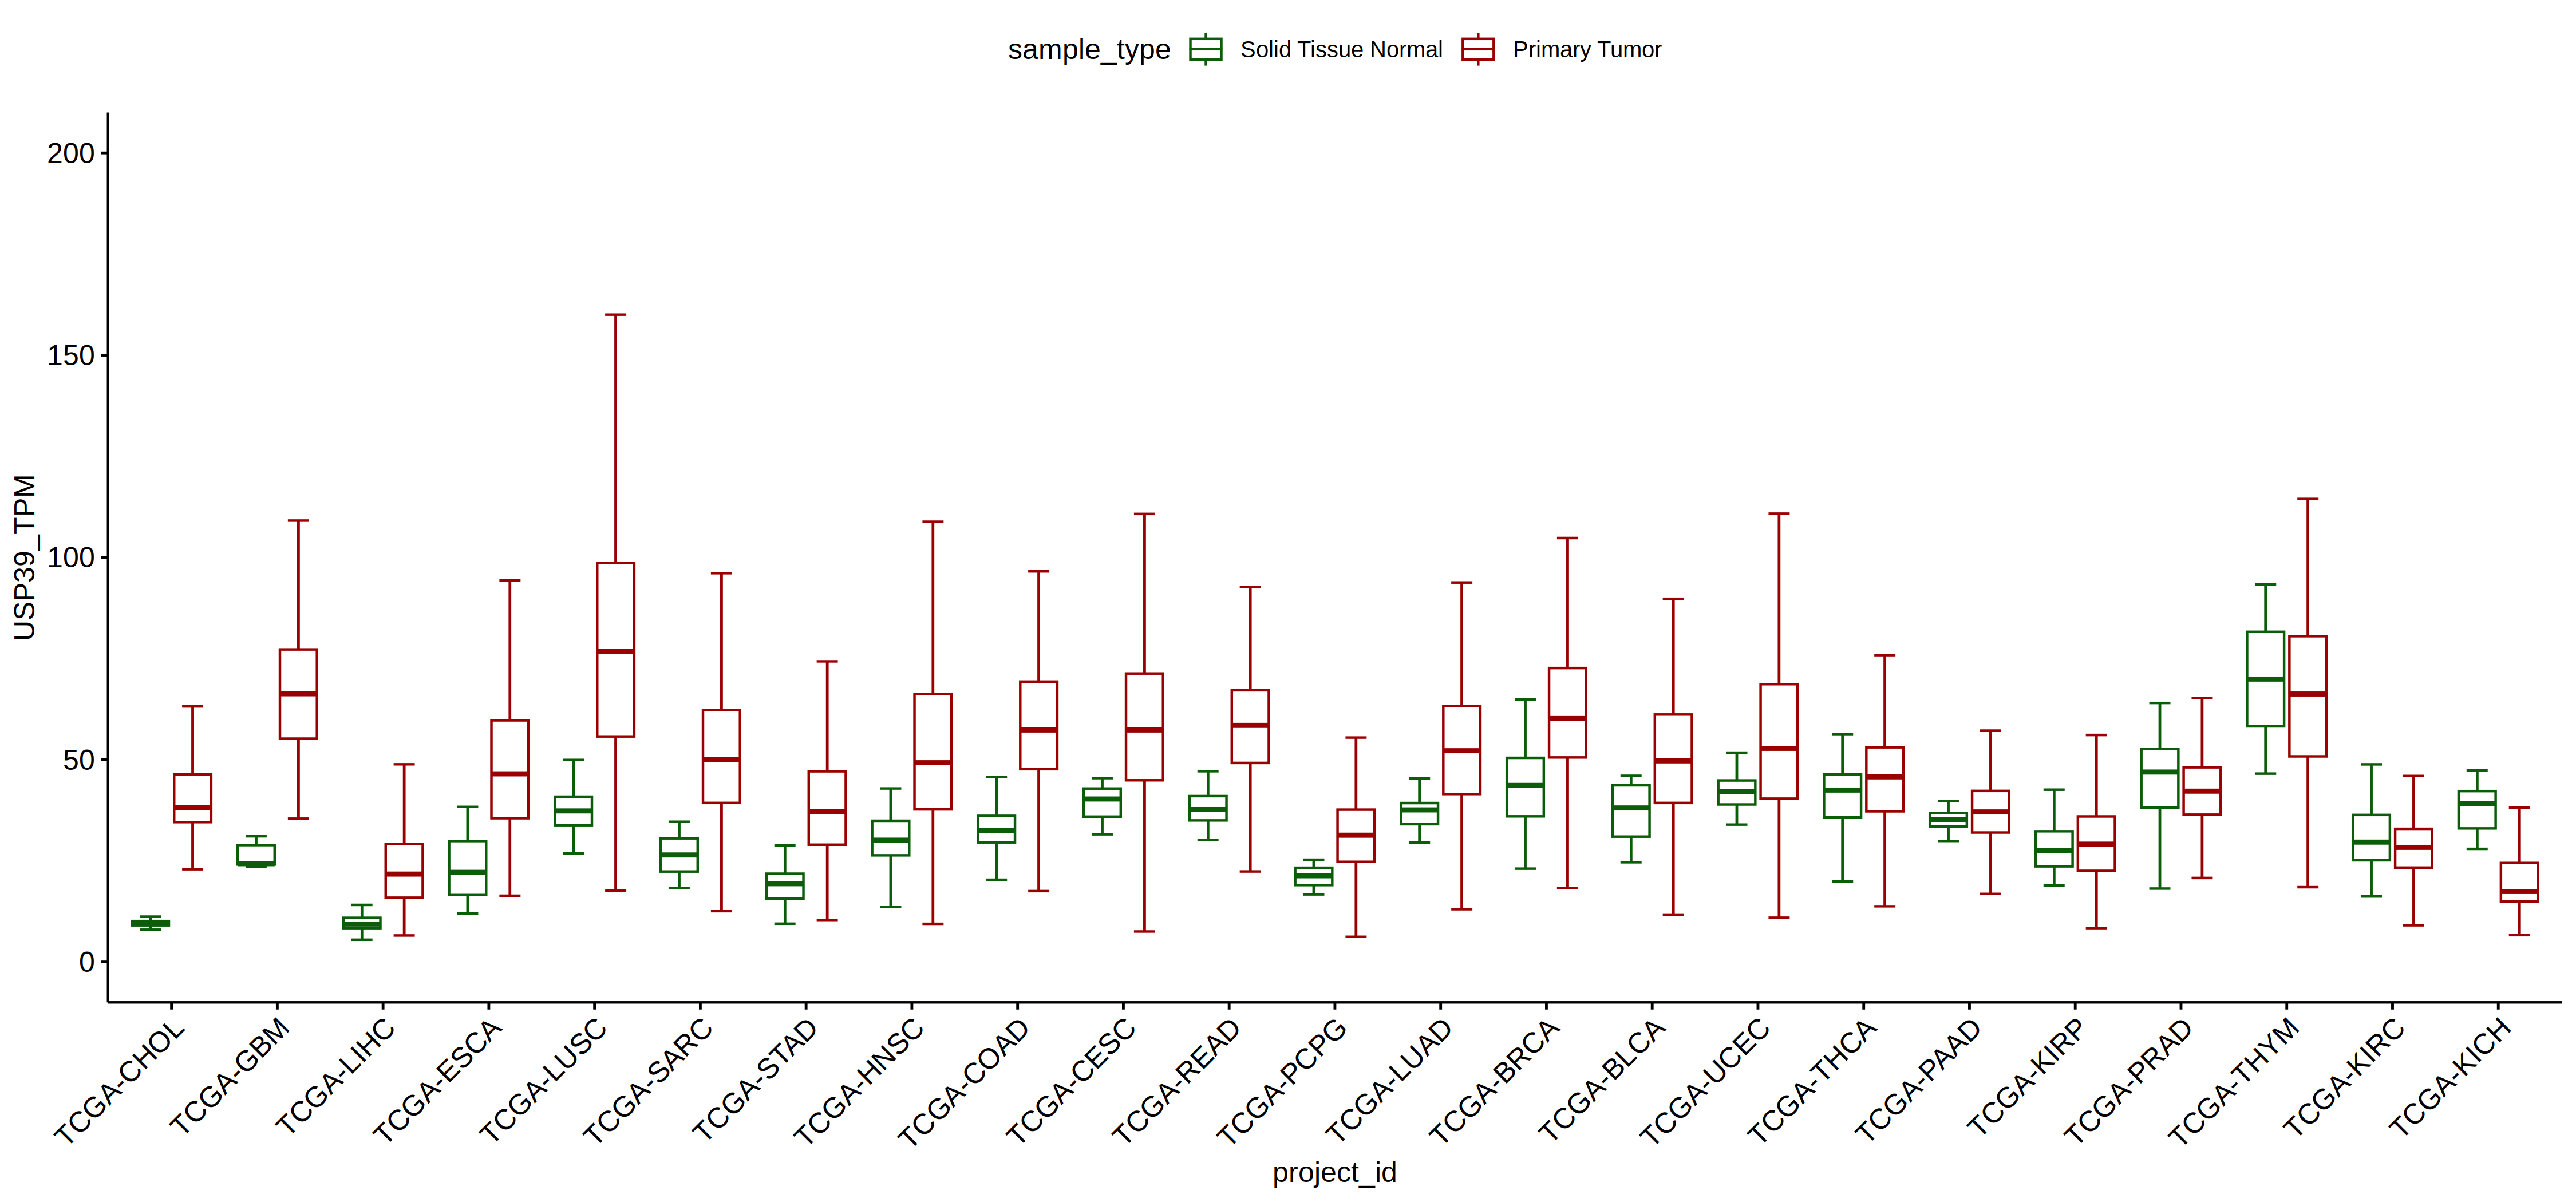 sample_type Solid Tissue Normal Primary Tumor
200
150
100
50
0
USP39_TPM
TCGA-CHOL
TCGA-GBM
TCGA-LIHC
TCGA-ESCA
TCGA-LUSC
TCGA-SARC
TCGA-STAD
TCGA-HNSC
TCGA-COAD
TCGA-CESC
TCGA-READ
TCGA-PCPG
TCGA-LUAD
TCGA-BRCA
TCGA-BLCA
TCGA-UCEC
TCGA-THCA
TCGA-PAAD
TCGA-KIRP
TCGA-PRAD
TCGA-THYM
TCGA-KIRC
TCGA-KICH
project_id